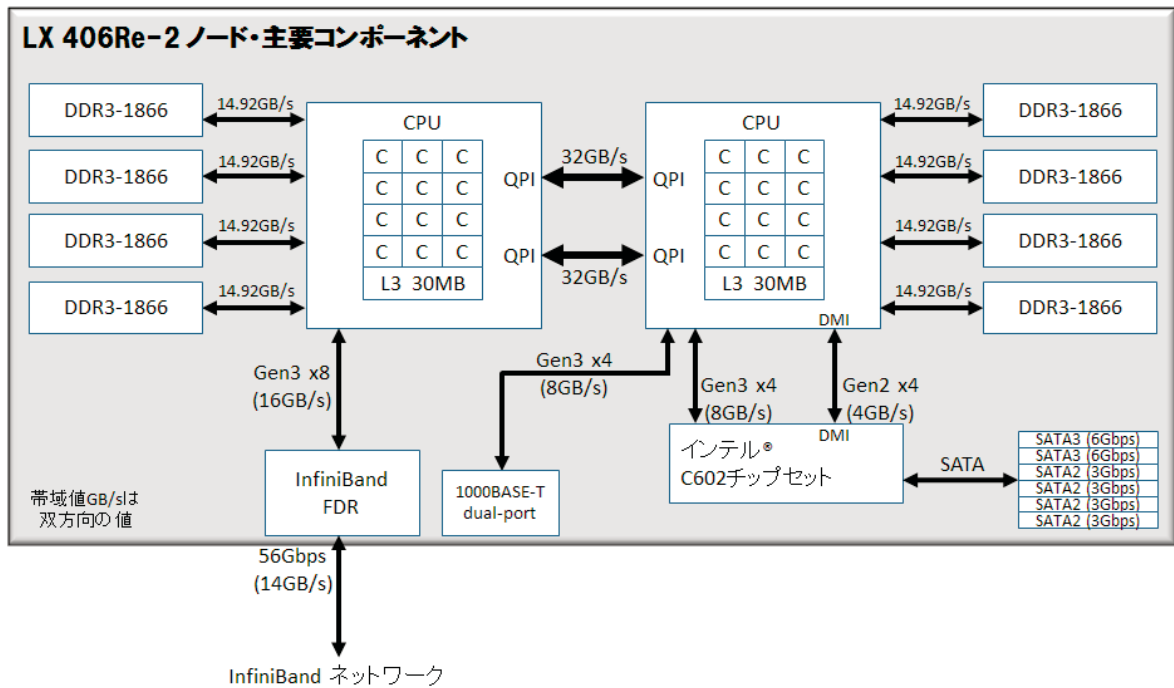 LX 406Re-2 ノード・主要コンポーネント
DDR3-1866
14.92GB/s
DDR3-1866
14.92GB/s
DDR3-1866
14.92GB/s
DDR3-1866
14.92GB/s
CPU
C C C
C C C
C C C
C C C
L3 30MB
QPI
QPI
32GB/s
32GB/s
CPU
QPI
QPI
C C C
C C C
C C C
C C C
L3 30MB
DMI
14.92GB/s
DDR3-1866
14.92GB/s
DDR3-1866
14.92GB/s
DDR3-1866
14.92GB/s
DDR3-1866
Gen3 x8
(16GB/s)
Gen3 x4
(8GB/s)
Gen3 x4
(8GB/s)
Gen2 x4
(4GB/s)
InfiniBand
FDR
1000BASE-T
dual-port
DMI
インテル®
C602チップセット
SATA
SATA3 (6Gbps)
SATA3 (6Gbps)
SATA2 (3Gbps)
SATA2 (3Gbps)
SATA2 (3Gbps)
SATA2 (3Gbps)
帯域値GB/slは
双方向の値
56Gbps
(14GB/s)
InfiniBand ネットワーク